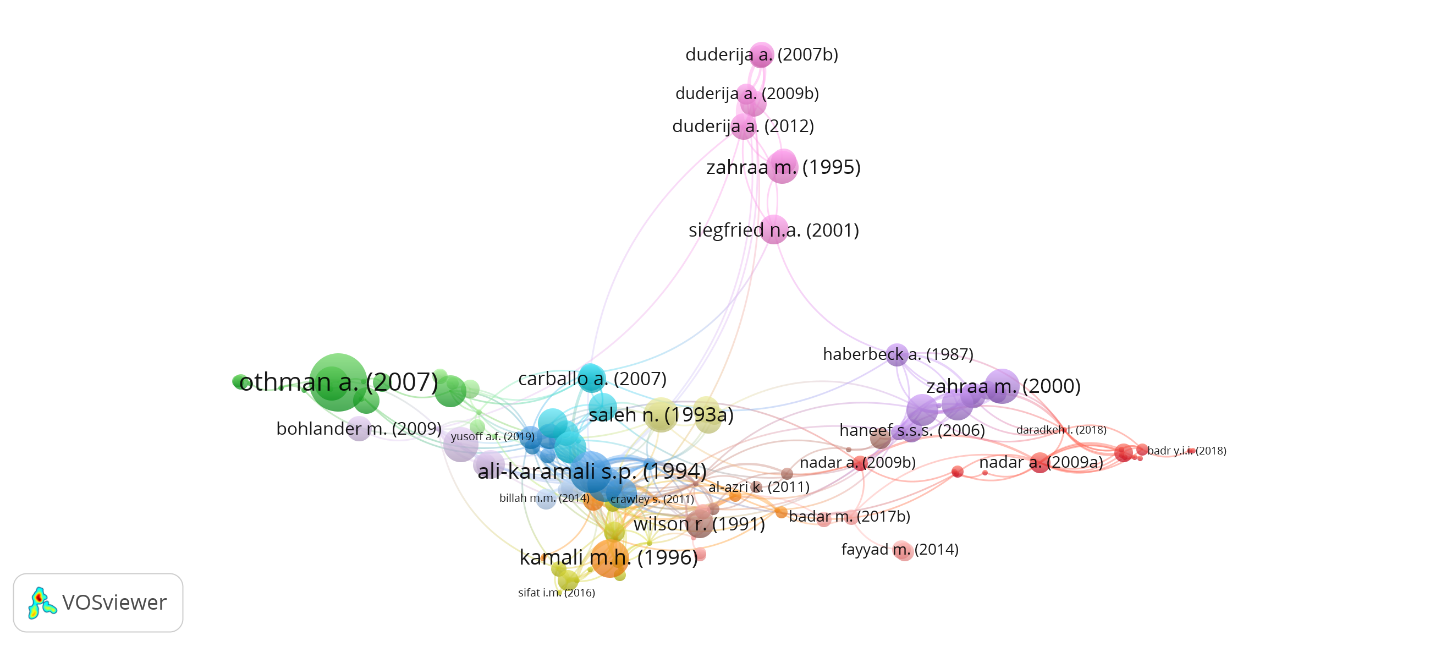 duderija a. (2007b)
duderija a. (2009b)
duderija a. (2012)
zahraa m. (1995)
siegfried n.a. (2001)
haberbeck a. (1987)
carballo a. (2007)
othman a. (2007)
zahraa m. (2000)
saleh n. (1993a)
bohlander m. (2009)
haneef s.s.s. (2006)
daradkeh l. (2018)
yusoff a.f. (2019)
badr y.i.r. (2018)
nadar a. (2009b)
nadar a. (2009a)
ali-karamali s.p. (1994)
al-azri k. (2011)
billah m.m. (2014)
crawley s. (2011)
badar m. (2017b)
wilson r. (1991)
fayyad m. (2014)
kamali m.h. (1996)
sifat i.m. (2016)
VOSviewer